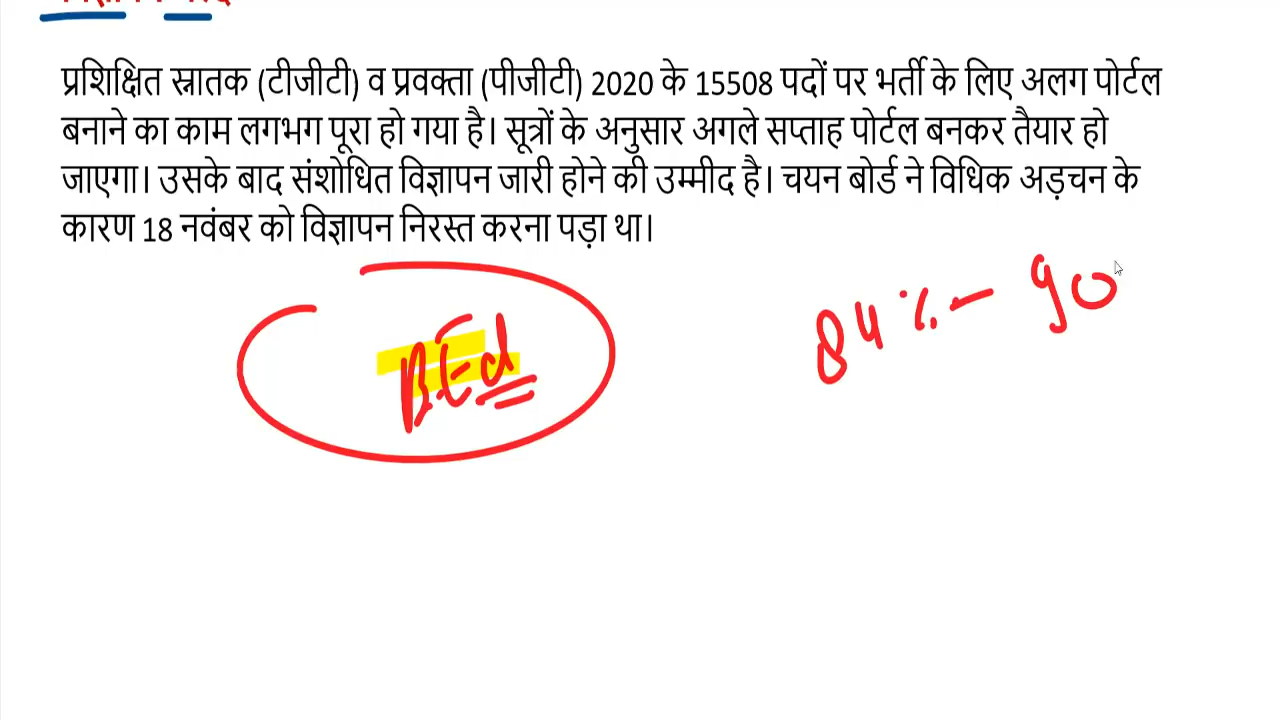 प्रशिक्षित स्नातक (टीजीटी) व प्रवक्ता (पीजीटी) 2020 के 15508 पदों पर भर्ती के लिए अलग पोर्टल
बनाने का काम लगभग पूरा हो गया है। सूत्रों के अनुसार अगले सप्ताह पोर्टल बनकर तैयार हो
जाएगा। उसके बाद संशोधित विज्ञापन जारी होने की उम्मीद है। चयन बोर्ड ने विधिक अड़चन के
कारण 18 नवंबर को विज्ञापन निरस्त करना पड़ा था।
84% - 90
B.Ed